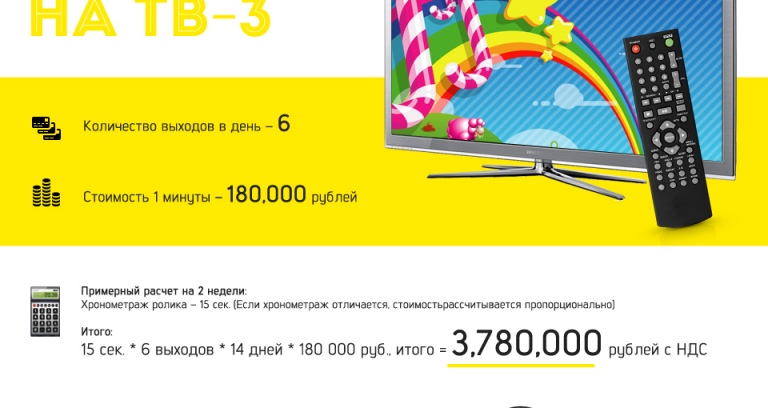 НА ТВ-3
Количество выходов в день – 6
Стоимость 1 минуты – 180,000 рублей
Примерный расчет на 2 недели:
Хронометраж ролика – 15 сек. (Если хронометраж отличается, стоимостьрассчитывается пропорционально)
Итого:
15 сек. * 6 выходов * 14 дней * 180 000 руб., итого = 3,780,000 рублей с НДС